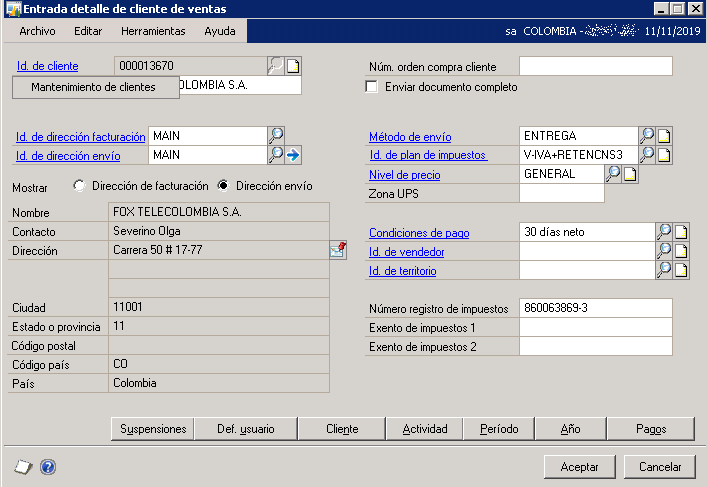 Entrada detalle de cliente de ventas
Archivo Editar Herramientas Ayuda sa COLOMBIA - 11/11/2019
Id. de cliente 000013670
Mantenimiento de clientes OLOMBIA S.A.
Núm. orden compra cliente
Enviar documento completo
Id. de dirección facturación MAIN
Id. de dirección envío MAIN
Método de envío ENTREGA
Id. de plan de impuestos V-IVA+RETENCNS3
Nivel de precio GENERAL
Zona UPS
Mostrar Dirección de facturación Dirección envío
Nombre FOX TELECOLOMBIA S.A.
Contacto Severino Olga
Dirección Carrera 50 # 17-77
Ciudad 11001
Estado o provincia 11
Código postal
Código país CO
País Colombia
Condiciones de pago 30 días neto
Id. de vendedor
Id. de territorio
Número registro de impuestos 860063869-3
Exento de impuestos 1
Exento de impuestos 2
Suspensiones Def. usuario Cliente Actividad Período Año Pagos
Aceptar Cancelar